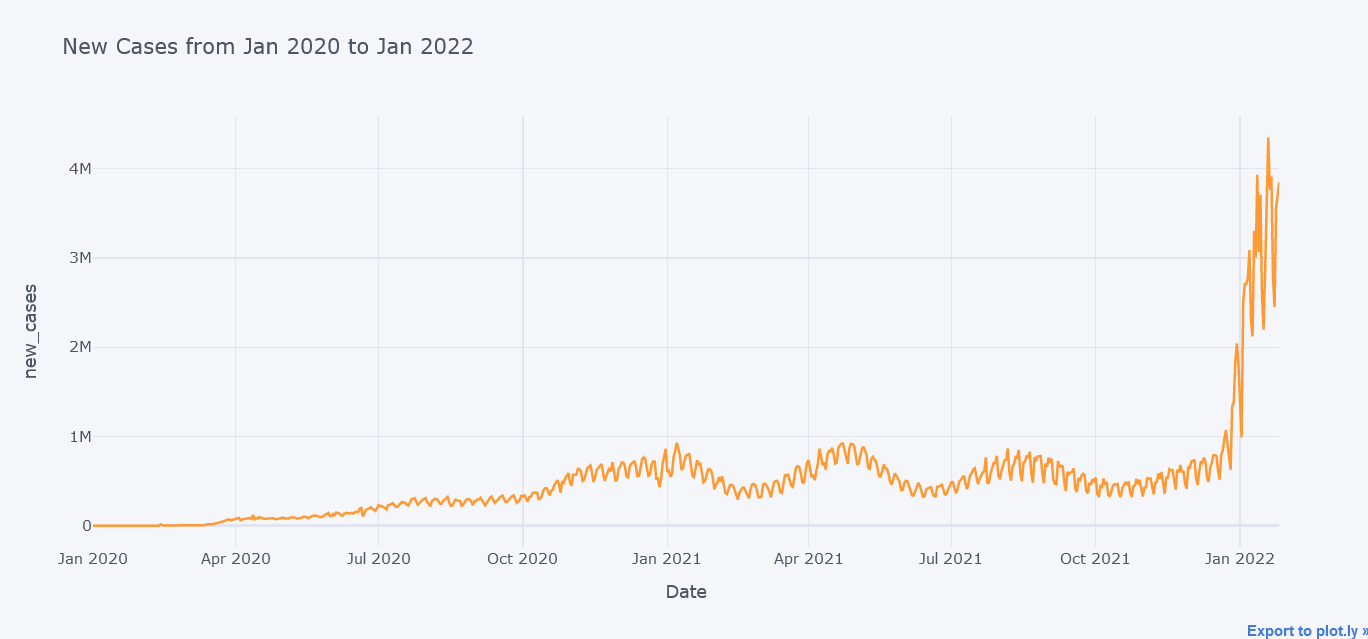 New Cases from Jan 2020 to Jan 2022
4M
3M
2M
1M
0
new_cases
Jan 2020 Apr 2020 Jul 2020 Oct 2020 Jan 2021 Apr 2021 Jul 2021 Oct 2021 Jan 2022
Date
Export to plot.ly »